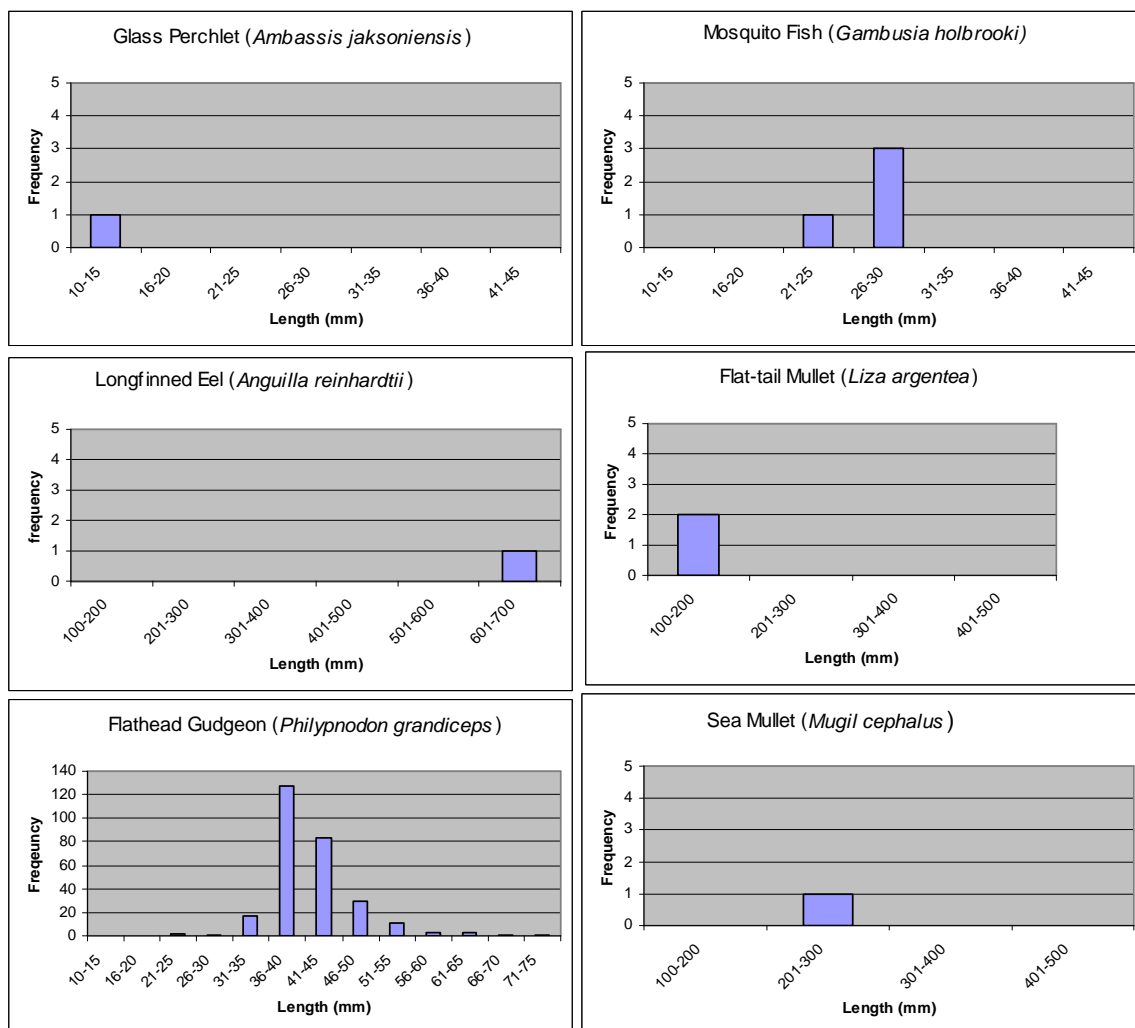 Glass Perchlet (Ambassis jaksoniensis)
5
4
3
2
1
0
Frequency
10-15 16-20 21-25 26-30 31-35 36-40 41-45
Length (mm)
Mosquito Fish (Gambusia holbrooki)
5
4
3
2
1
0
Frequency
10-15 16-20 21-25 26-30 31-35 36-40 41-45
Length (mm)
Longfinned Eel (Anguilla reinhardtii)
5
4
3
2
1
0
frequency
100-200 201-300 301-400 401-500 501-600 601-700
Length (mm)
Flat-tail Mullet (Liza argentea)
5
4
3
2
1
0
Frequency
100-200 201-300 301-400 401-500
Length (mm)
Flathead Gudgeon (Philypnodon grandiceps)
140
120
100
80
60
40
20
0
Freqeuncy
10-15 16-20 21-25 26-30 31-35 36-40 41-45 46-50 51-55 56-60 61-65 66-70 71-75
Length (mm)
Sea Mullet (Mugil cephalus)
5
4
3
2
1
0
Frequency
100-200 201-300 301-400 401-500
Length (mm)